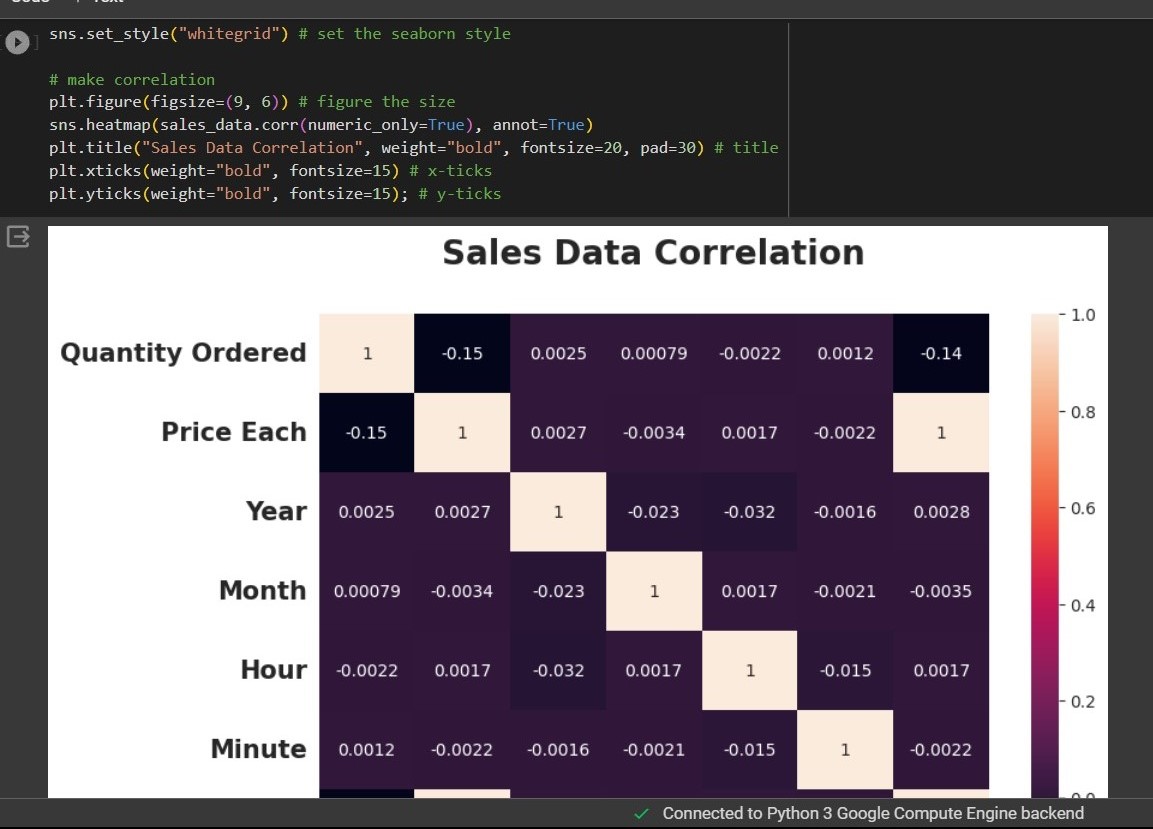 sns.set_style("whitegrid") # set the seaborn style
# make correlation
plt.figure(figsize=(9, 6)) # figure the size
sns.heatmap(sales_data.corr(numeric_only=True), annot=True)
plt.title("Sales Data Correlation", weight="bold", fontsize=20, pad=30) # title
plt.xticks(weight="bold", fontsize=15) # x-ticks
plt.yticks(weight="bold", fontsize=15); # y-ticks
Sales Data Correlation
Quantity Ordered 1 -0.15 0.0025 0.00079 -0.0022 0.0012 -0.14
Price Each -0.15 1 0.0027 -0.0034 0.0017 -0.0022 1
Year 0.0025 0.0027 1 -0.023 -0.032 -0.0016 0.0028
Month 0.00079 -0.0034 -0.023 1 0.0017 -0.0021 -0.0035
Hour -0.0022 0.0017 -0.032 0.0017 1 -0.015 0.0017
Minute 0.0012 -0.0022 -0.0016 -0.0021 -0.015 1 -0.0022
1.0
0.8
0.6
0.4
0.2
Connected to Python 3 Google Compute Engine backend